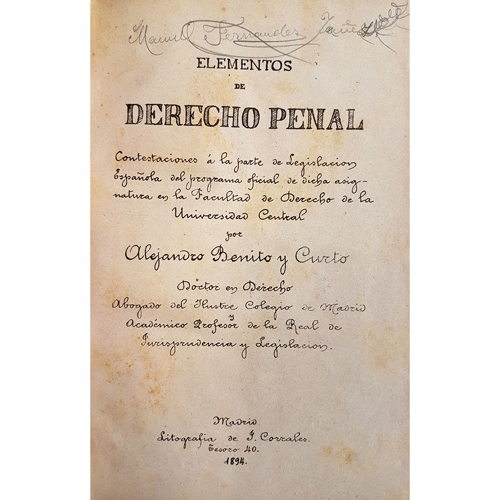 Manuel Fernandez
ELEMENTOS
DE
DERECHO PENAL
Contestaciones á la parte de Legislacion
Española del programa oficial de dicha asig-
natura en la Facultad de Derecho de la
Universidad Central
por
Alejandro Benito y Curto
Dóctor en Derecho
Abogado del Ilustre Colegio de Madrid
y
Académico Profesor de la Real de
Jurisprudencia y Legislacion.
Madrid
Litografia de J. Corrales.
Tesoro 40.
1894.